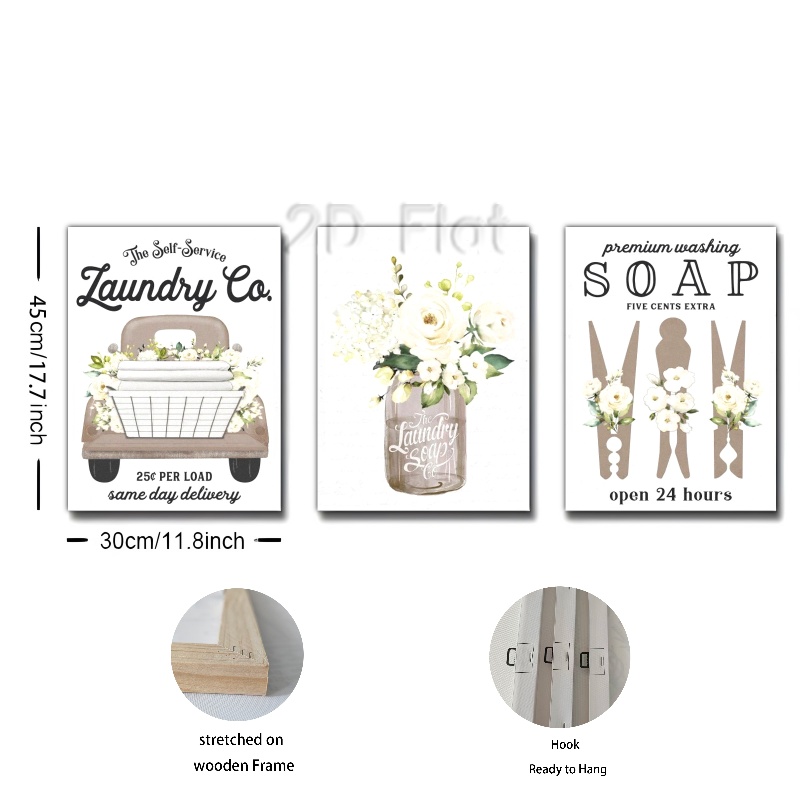 2D Flat
The Self-Service
Laundry Co.
25¢ PER LOAD
same day delivery
The
Laundry
Soap
Co
premium washing
SOAP
FIVE CENTS EXTRA
open 24 hours
45cm/17.7inch
30cm/11.8inch
stretched on
wooden Frame
Hook
Ready to Hang